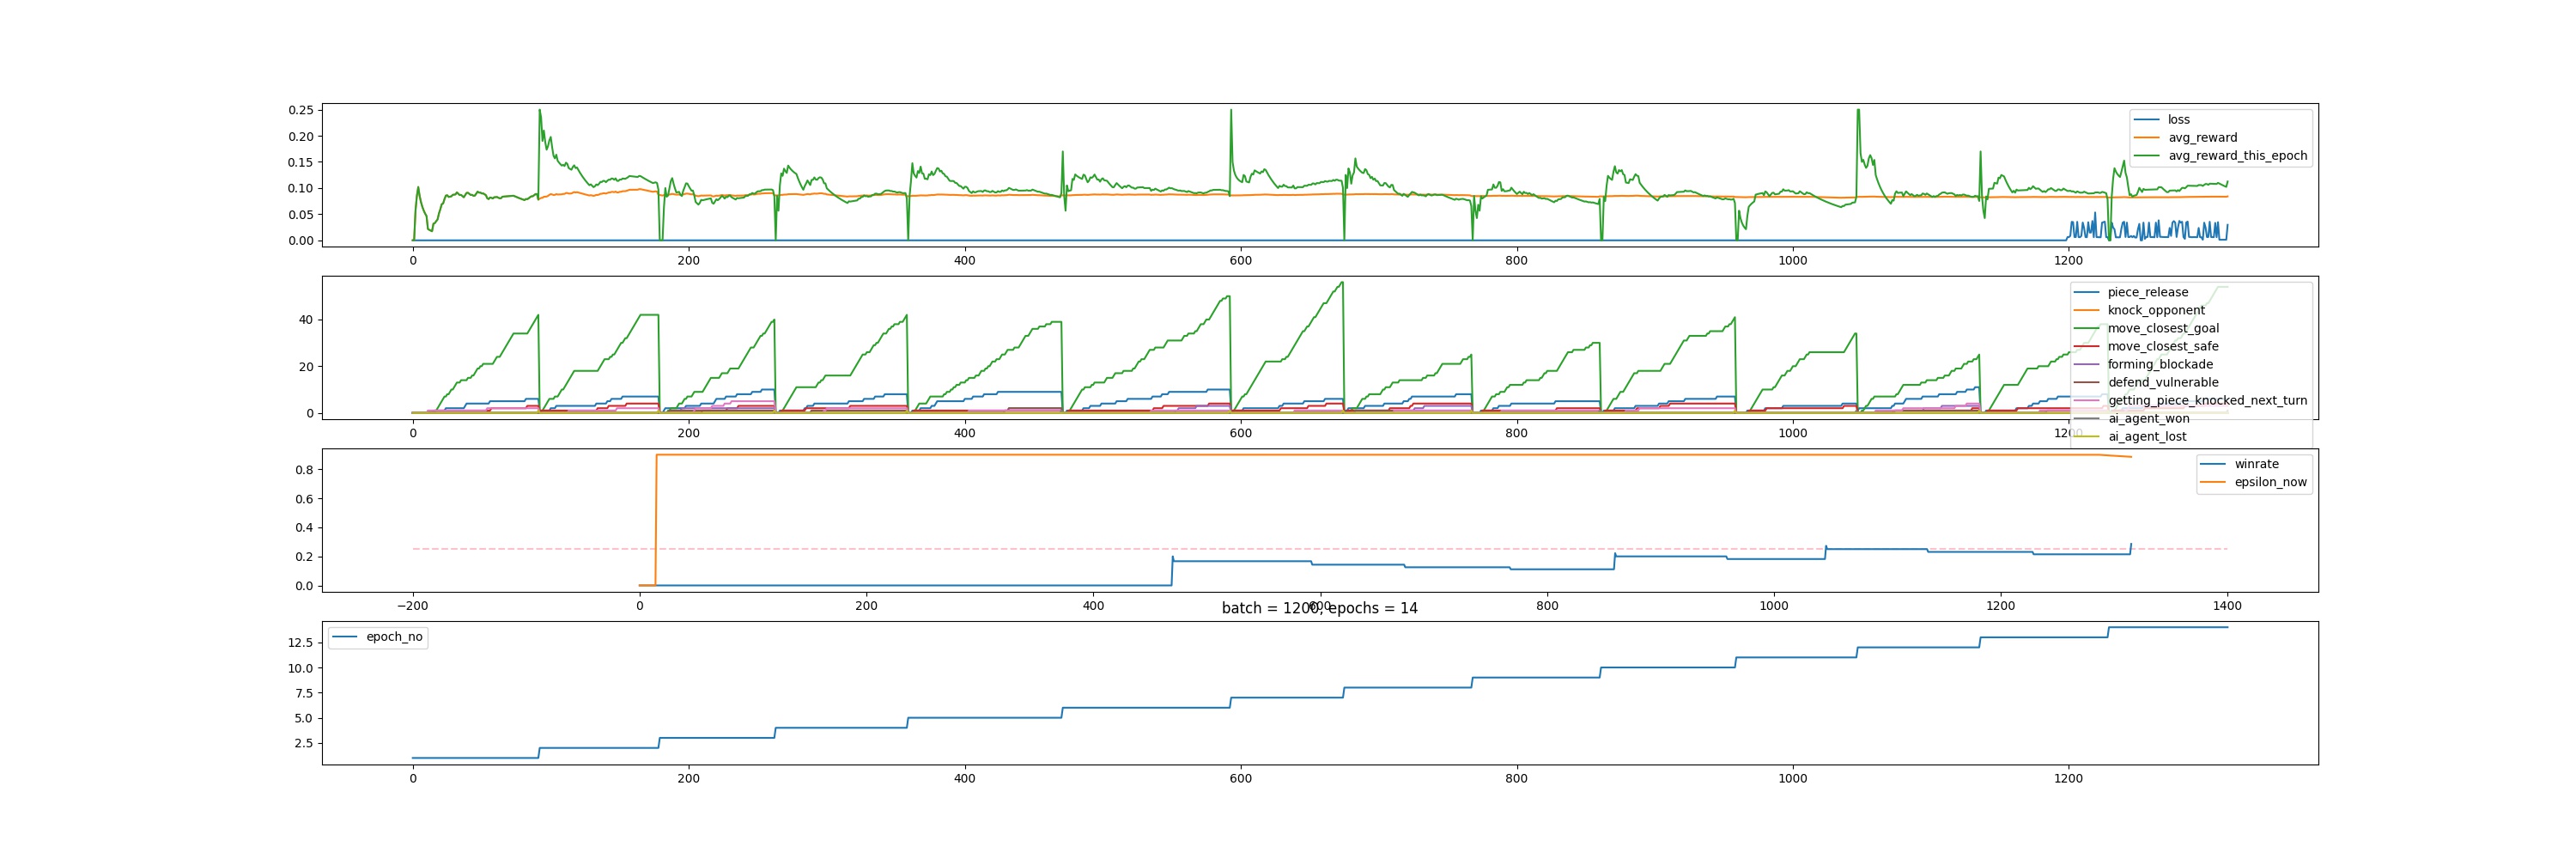 0.25
0.20
0.15
0.10
0.05
0.00
loss
avg_reward
avg_reward_this_epoch
0 200 400 600 800 1000 1200
40
20
0
piece_release
knock_opponent
move_closest_goal
move_closest_safe
forming_blockade
defend_vulnerable
getting_piece_knocked_next_turn
ai_agent_won
ai_agent_lost
0 200 400 600 800 1000 1200
0.8
0.6
0.4
0.2
0.0
winrate
epsilon_now
−200 0 200 400 600 800 1000 1200 1400
batch = 1200, epochs = 14
12.5
10.0
7.5
5.0
2.5
epoch_no
0 200 400 600 800 1000 1200